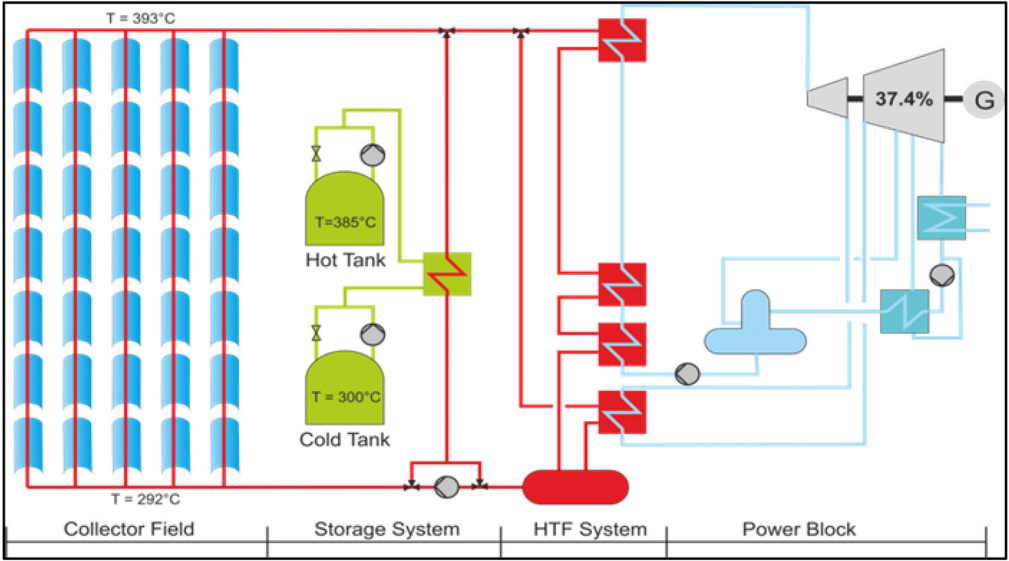 T = 393°C
37.4%
G
T=385°C
Hot Tank
T = 300°C
Cold Tank
T = 292°C
Collector Field
Storage System
HTF System
Power Block